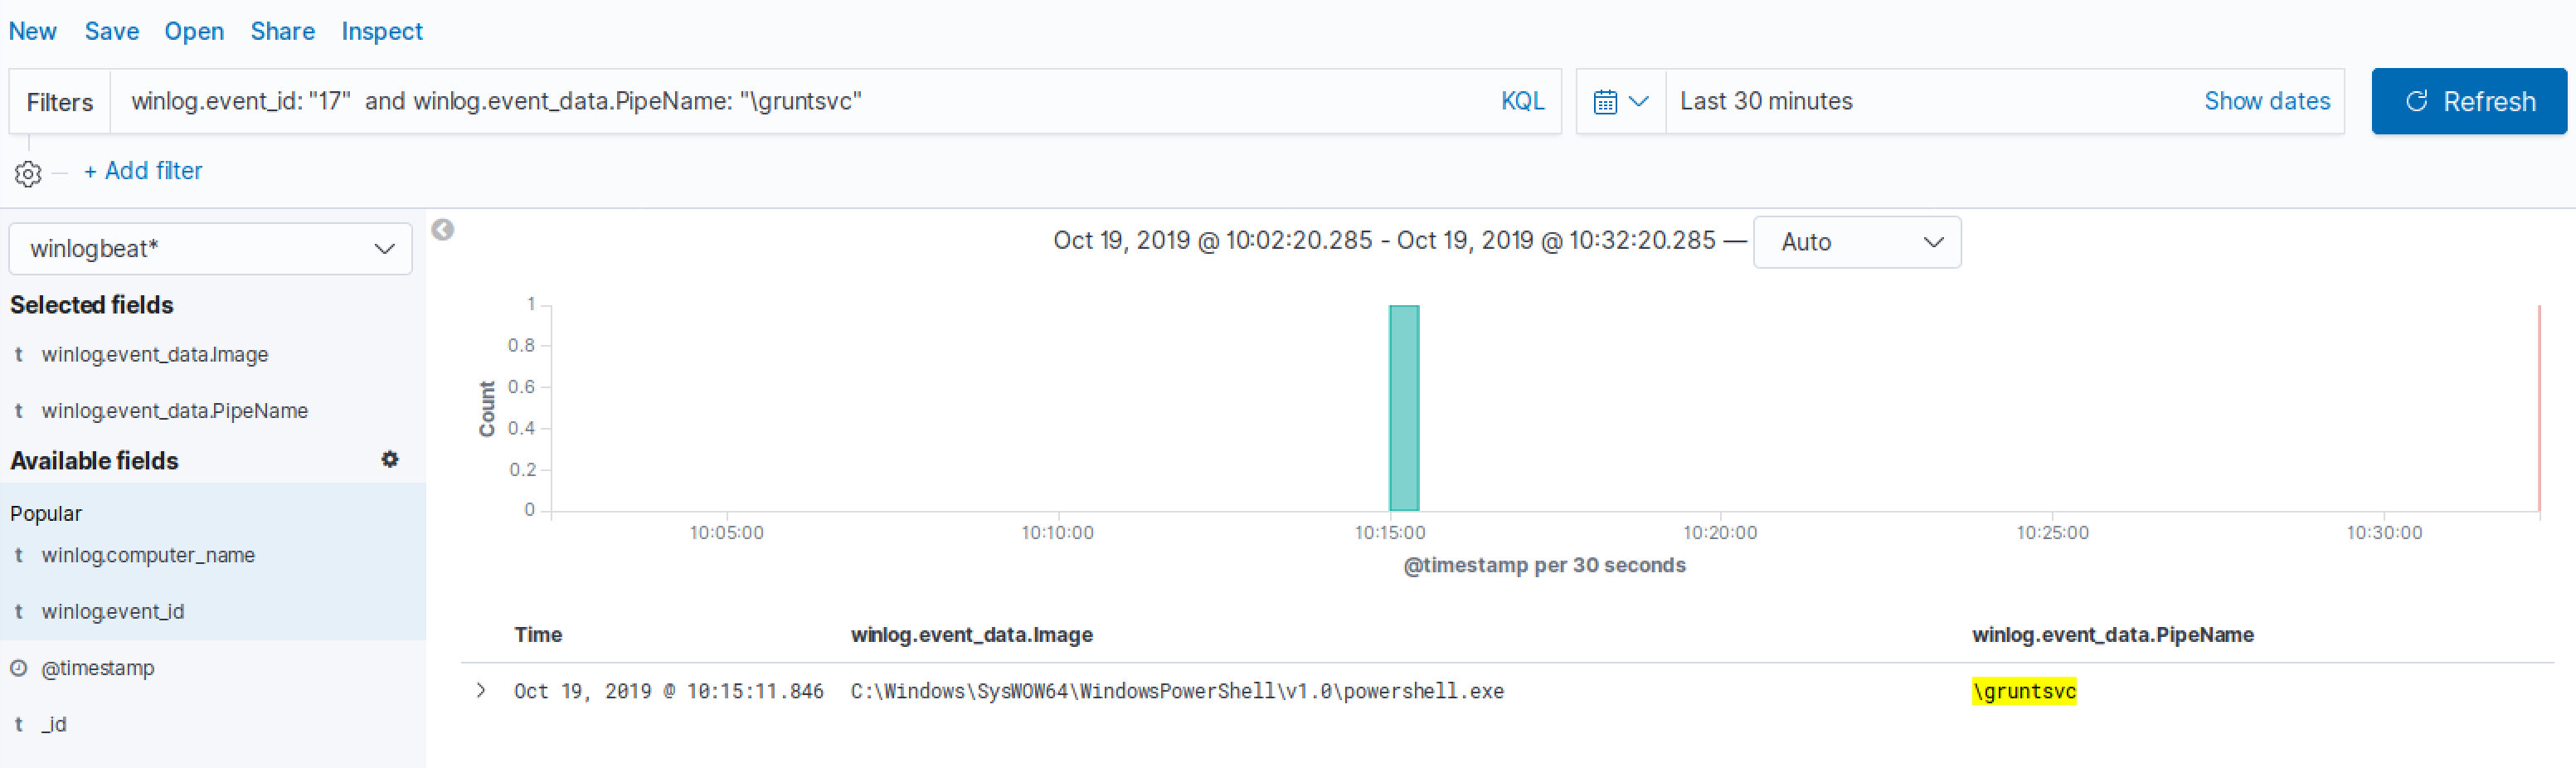 New Save Open Share Inspect
Filters winlog.event_id: "17"  and winlog.event_data.PipeName: "\gruntsvc" KQL Last 30 minutes Show dates Refresh
+ Add filter
winlogbeat*
Oct 19, 2019 @ 10:02:20.285 - Oct 19, 2019 @ 10:32:20.285 — Auto
Selected fields
t winlog.event_data.Image
t winlog.event_data.PipeName
Available fields
Popular
t winlog.computer_name
t winlog.event_id
@timestamp
t _id
Count
1
0.8
0.6
0.4
0.2
0
10:05:00 10:10:00 10:15:00 10:20:00 10:25:00 10:30:00
@timestamp per 30 seconds
Time winlog.event_data.Image winlog.event_data.PipeName
Oct 19, 2019 @ 10:15:11.846 C:\Windows\SysWOW64\WindowsPowerShell\v1.0\powershell.exe \gruntsvc